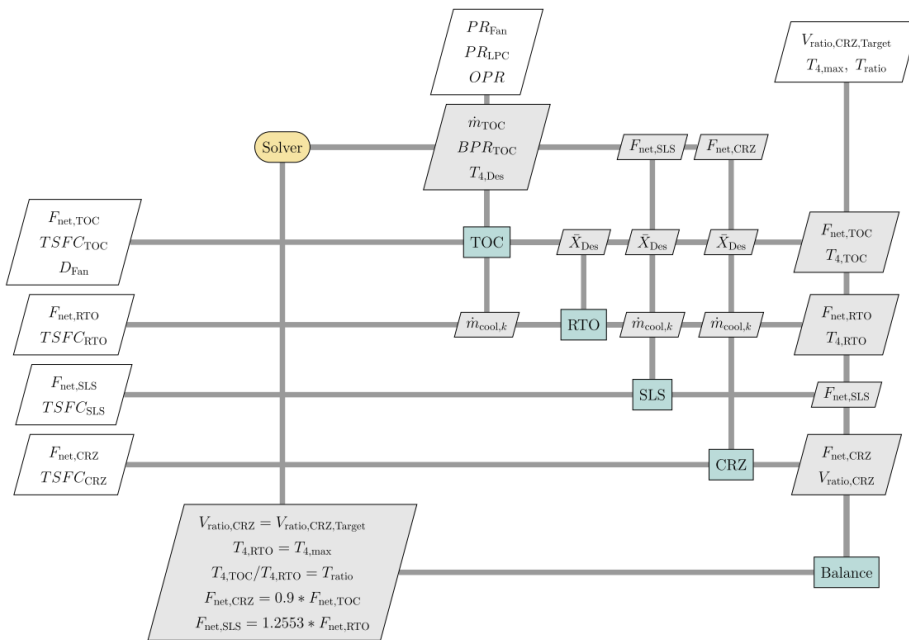 PR_Fan
PR_LPC
OPR
V_ratio,CRZ,Target
T_4,max, T_ratio
Solver
ṁ_TOC
BPR_TOC
T_4,Des
F_net,SLS
F_net,CRZ
F_net,TOC
TSFC_TOC
D_Fan
TOC
X̄_Des
X̄_Des
X̄_Des
F_net,TOC
T_4,TOC
F_net,RTO
TSFC_RTO
ṁ_cool,k
RTO
ṁ_cool,k
ṁ_cool,k
F_net,RTO
T_4,RTO
F_net,SLS
TSFC_SLS
SLS
F_net,SLS
F_net,CRZ
TSFC_CRZ
CRZ
F_net,CRZ
V_ratio,CRZ
V_ratio,CRZ = V_ratio,CRZ,Target
T_4,RTO = T_4,max
T_4,TOC/T_4,RTO = T_ratio
F_net,CRZ = 0.9 * F_net,TOC
F_net,SLS = 1.2553 * F_net,RTO
Balance